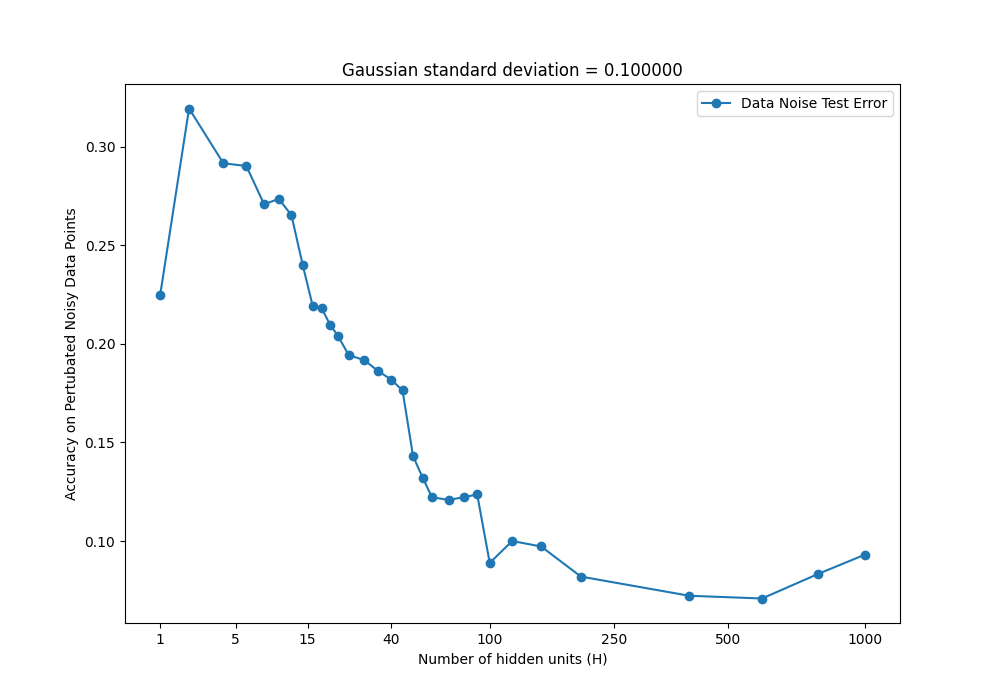 Gaussian standard deviation = 0.100000
Data Noise Test Error
Accuracy on Pertubated Noisy Data Points
0.30
0.25
0.20
0.15
0.10
1 5 15 40 100 250 500 1000
Number of hidden units (H)